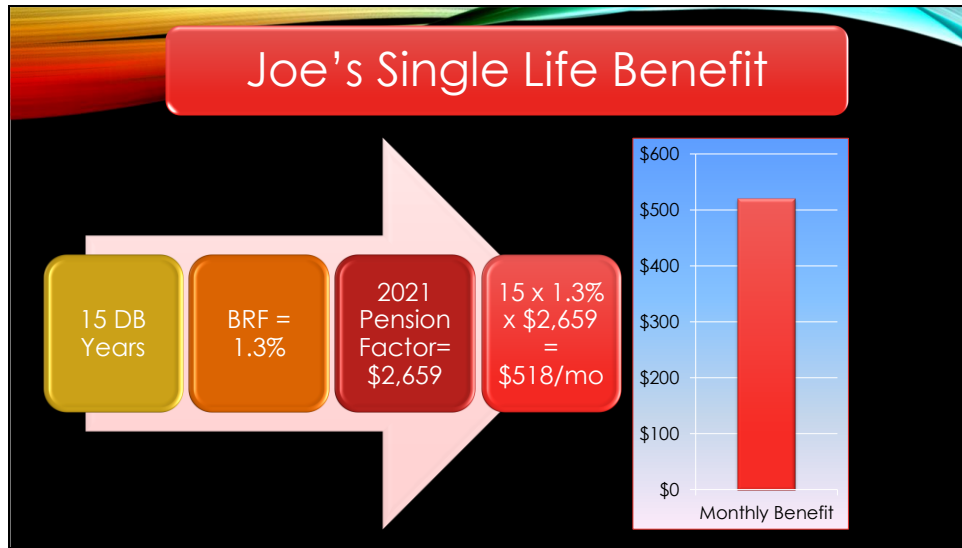 Joe's Single Life Benefit
15 DB
Years
BRF =
1.3%
2021
Pension
Factor=
$2,659
15 x 1.3%
x $2,659
=
$518/mo
$600
$500
$400
$300
$200
$100
$0
Monthly Benefit